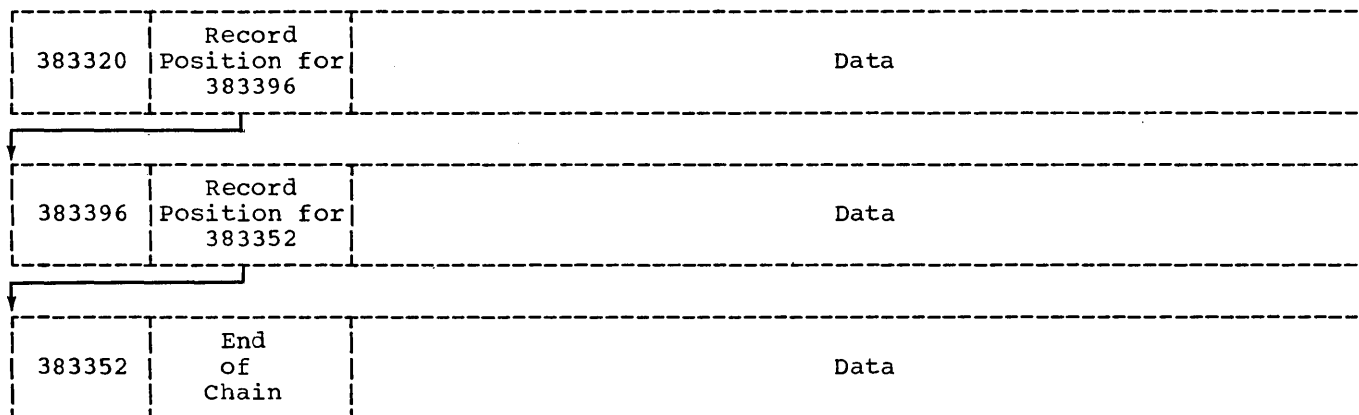 383320
Record
Position for
383396
Data
383396
Record
Position for
383352
Data
383352
End
of
Chain
Data